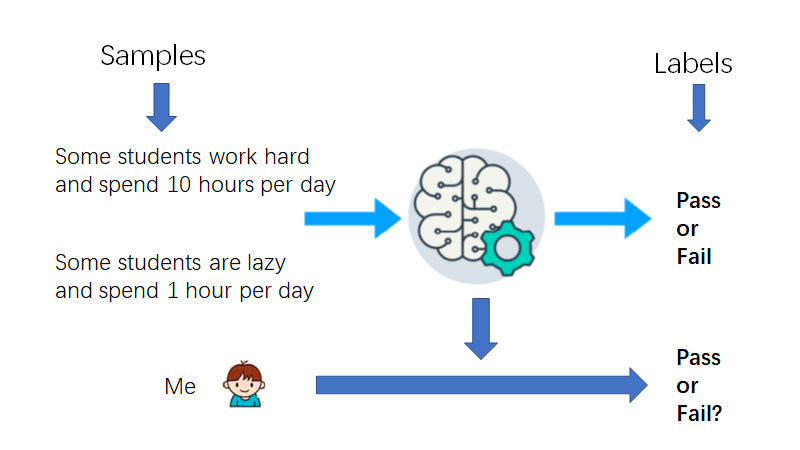 Samples
Labels
Some students work hard
and spend 10 hours per day
Pass
or
Fail
Some students are lazy
and spend 1 hour per day
Me
Pass
or
Fail?